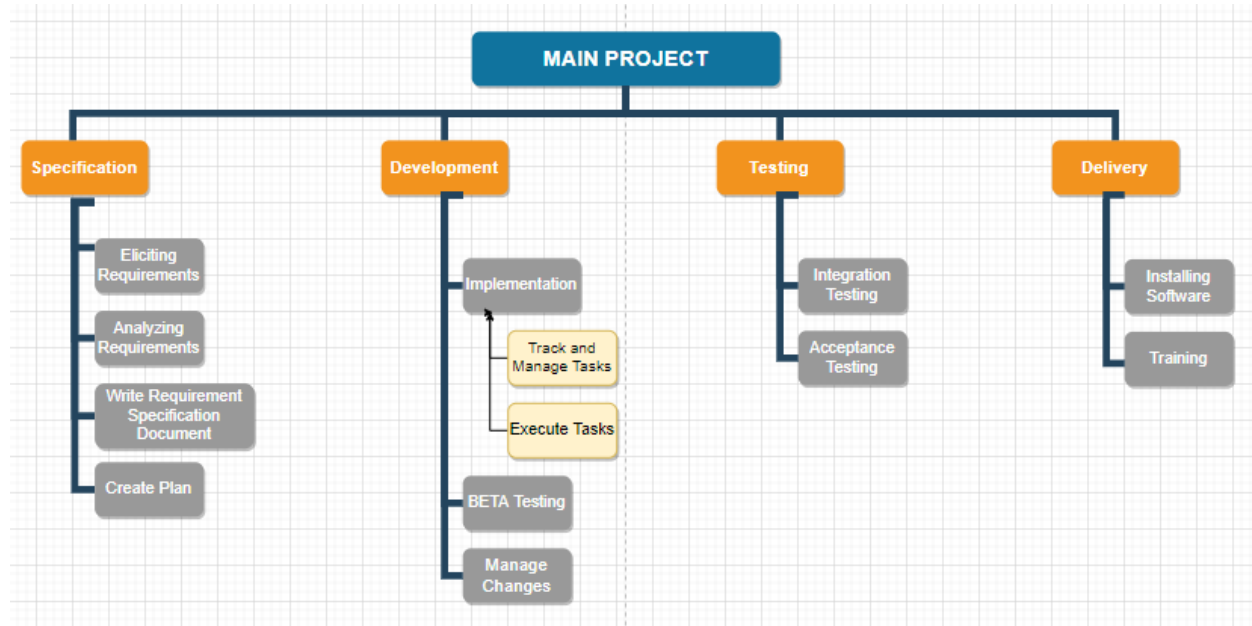 MAIN PROJECT
Specification
Development
Testing
Delivery
Eliciting
Requirements
Analyzing
Requirements
Write Requirement
Specification
Document
Create Plan
Implementation
Track and
Manage Tasks
Execute Tasks
BETA Testing
Manage
Changes
Integration
Testing
Acceptance
Testing
Installing
Software
Training